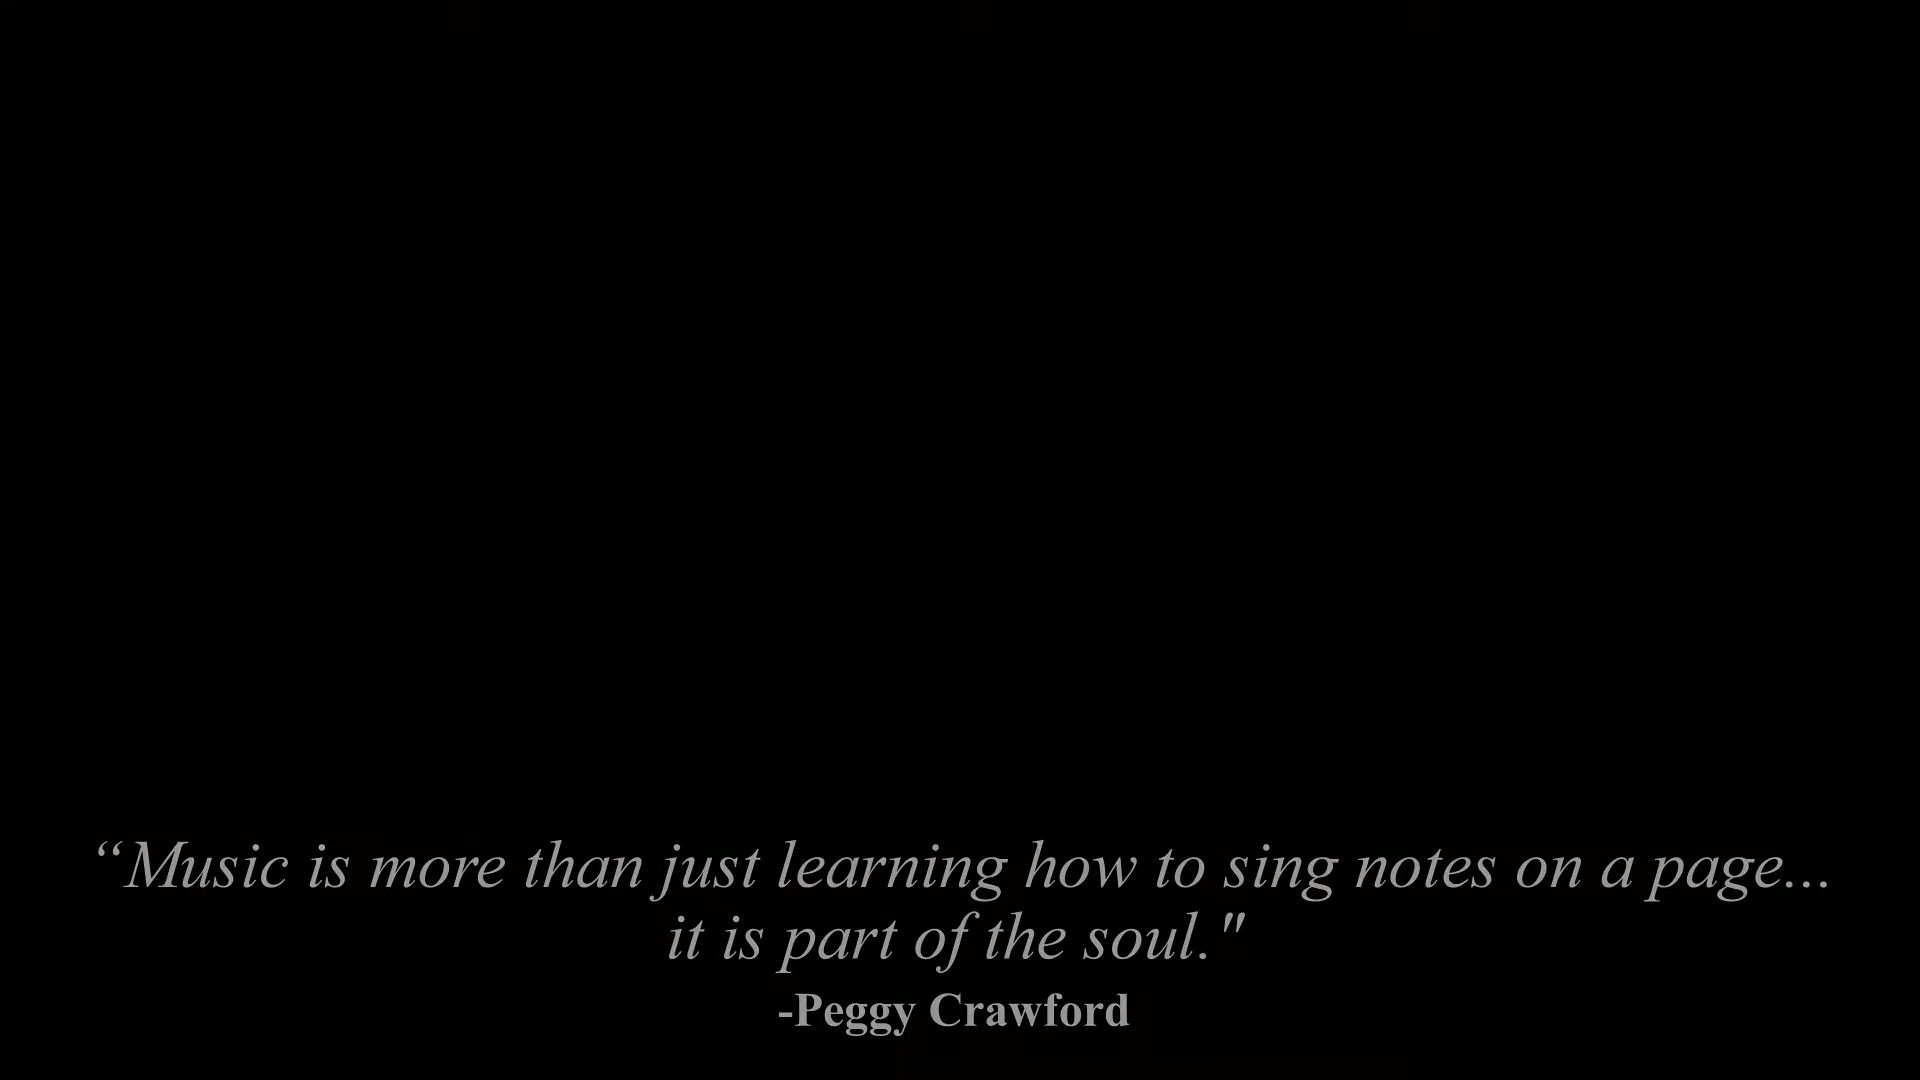 “Music is more than just learning how to sing notes on a page...
it is part of the soul."
-Peggy Crawford